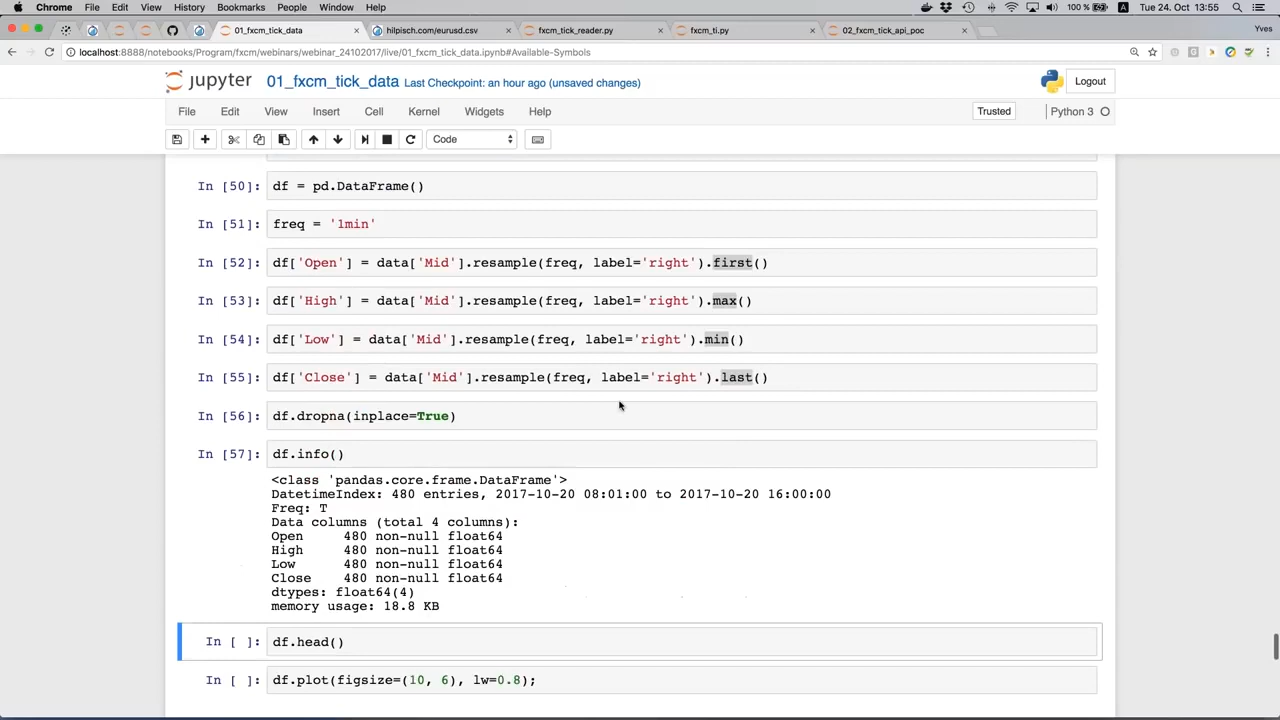 Chrome File Edit View History Bookmarks People Window Help 100 % Tue 24. Oct 13:55
01_fxcm_tick_data hilpisch.com/eurusd.csv fxcm_tick_reader.py fxcm_ti.py 02_fxcm_tick_api_poc Yves
localhost:8888/notebooks/Program/fxcm/webinars/webinar_24102017/live/01_fxcm_tick_data.ipynb#Available-Symbols
jupyter 01_fxcm_tick_data Last Checkpoint: an hour ago (unsaved changes) Logout
File Edit View Insert Cell Kernel Widgets Help Trusted Python 3
Code
In [50]: df = pd.DataFrame()
In [51]: freq = '1min'
In [52]: df['Open'] = data['Mid'].resample(freq, label='right').first()
In [53]: df['High'] = data['Mid'].resample(freq, label='right').max()
In [54]: df['Low'] = data['Mid'].resample(freq, label='right').min()
In [55]: df['Close'] = data['Mid'].resample(freq, label='right').last()
In [56]: df.dropna(inplace=True)
In [57]: df.info()
<class 'pandas.core.frame.DataFrame'>
DatetimeIndex: 480 entries, 2017-10-20 08:01:00 to 2017-10-20 16:00:00
Freq: T
Data columns (total 4 columns):
Open 480 non-null float64
High 480 non-null float64
Low 480 non-null float64
Close 480 non-null float64
dtypes: float64(4)
memory usage: 18.8 KB
In [ ]: df.head()
In [ ]: df.plot(figsize=(10, 6), lw=0.8);